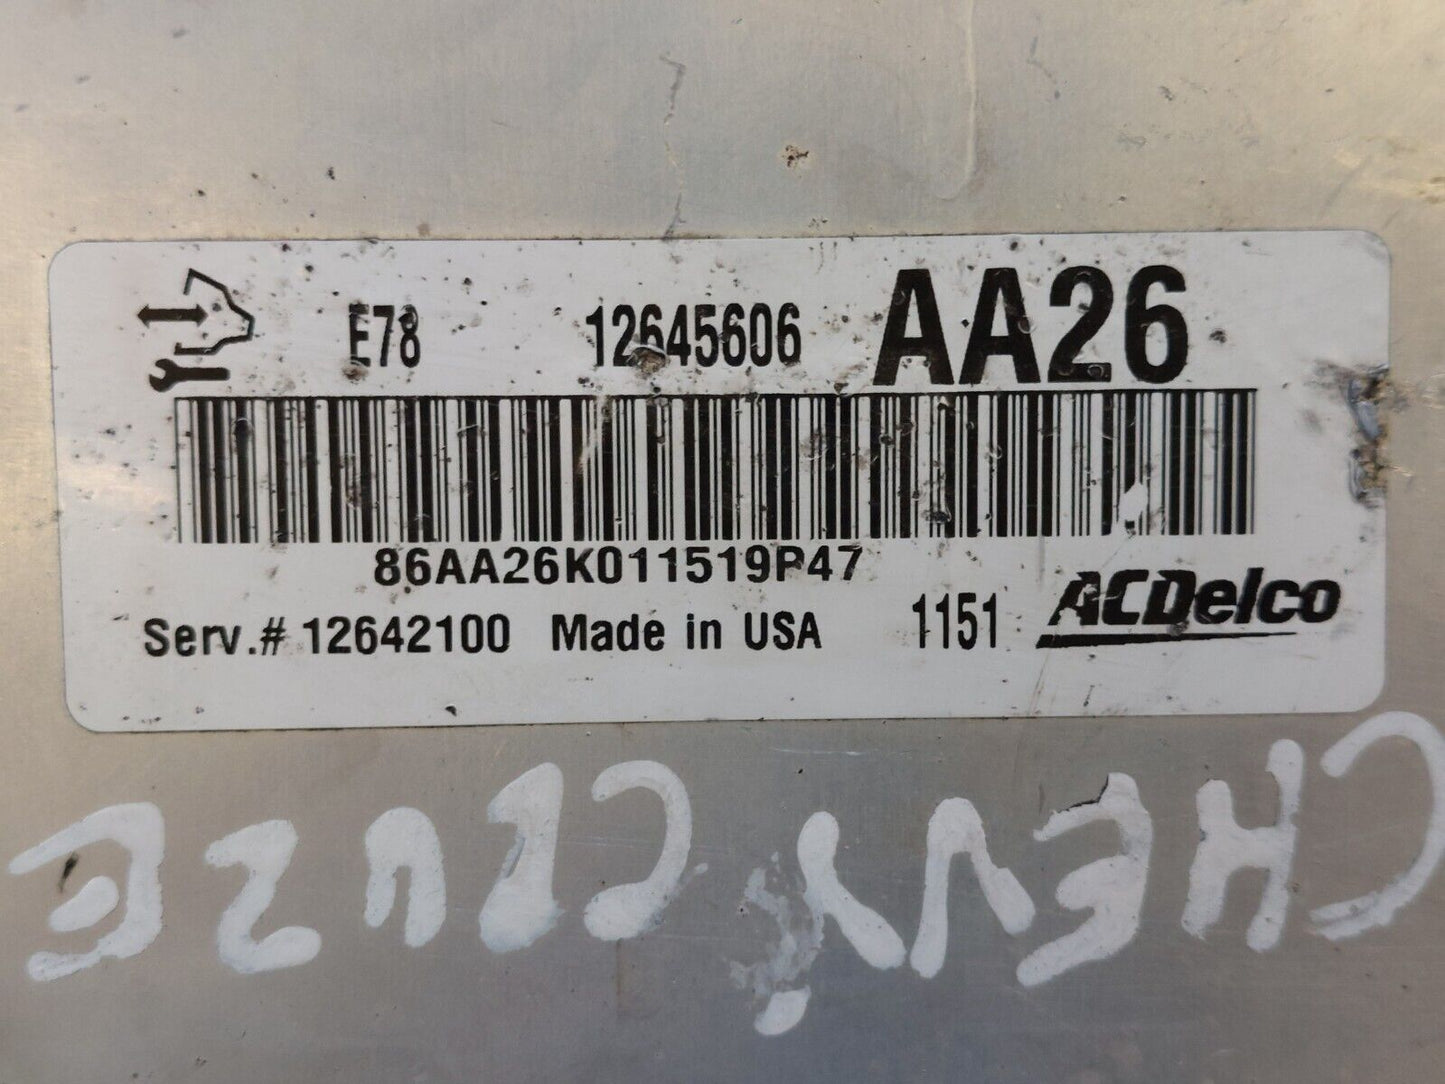 E78 12645606 AA26
86AA26K011519P47
Serv.# 12642100 Made in USA 1151 ACDelco
CHEVY CRUZE